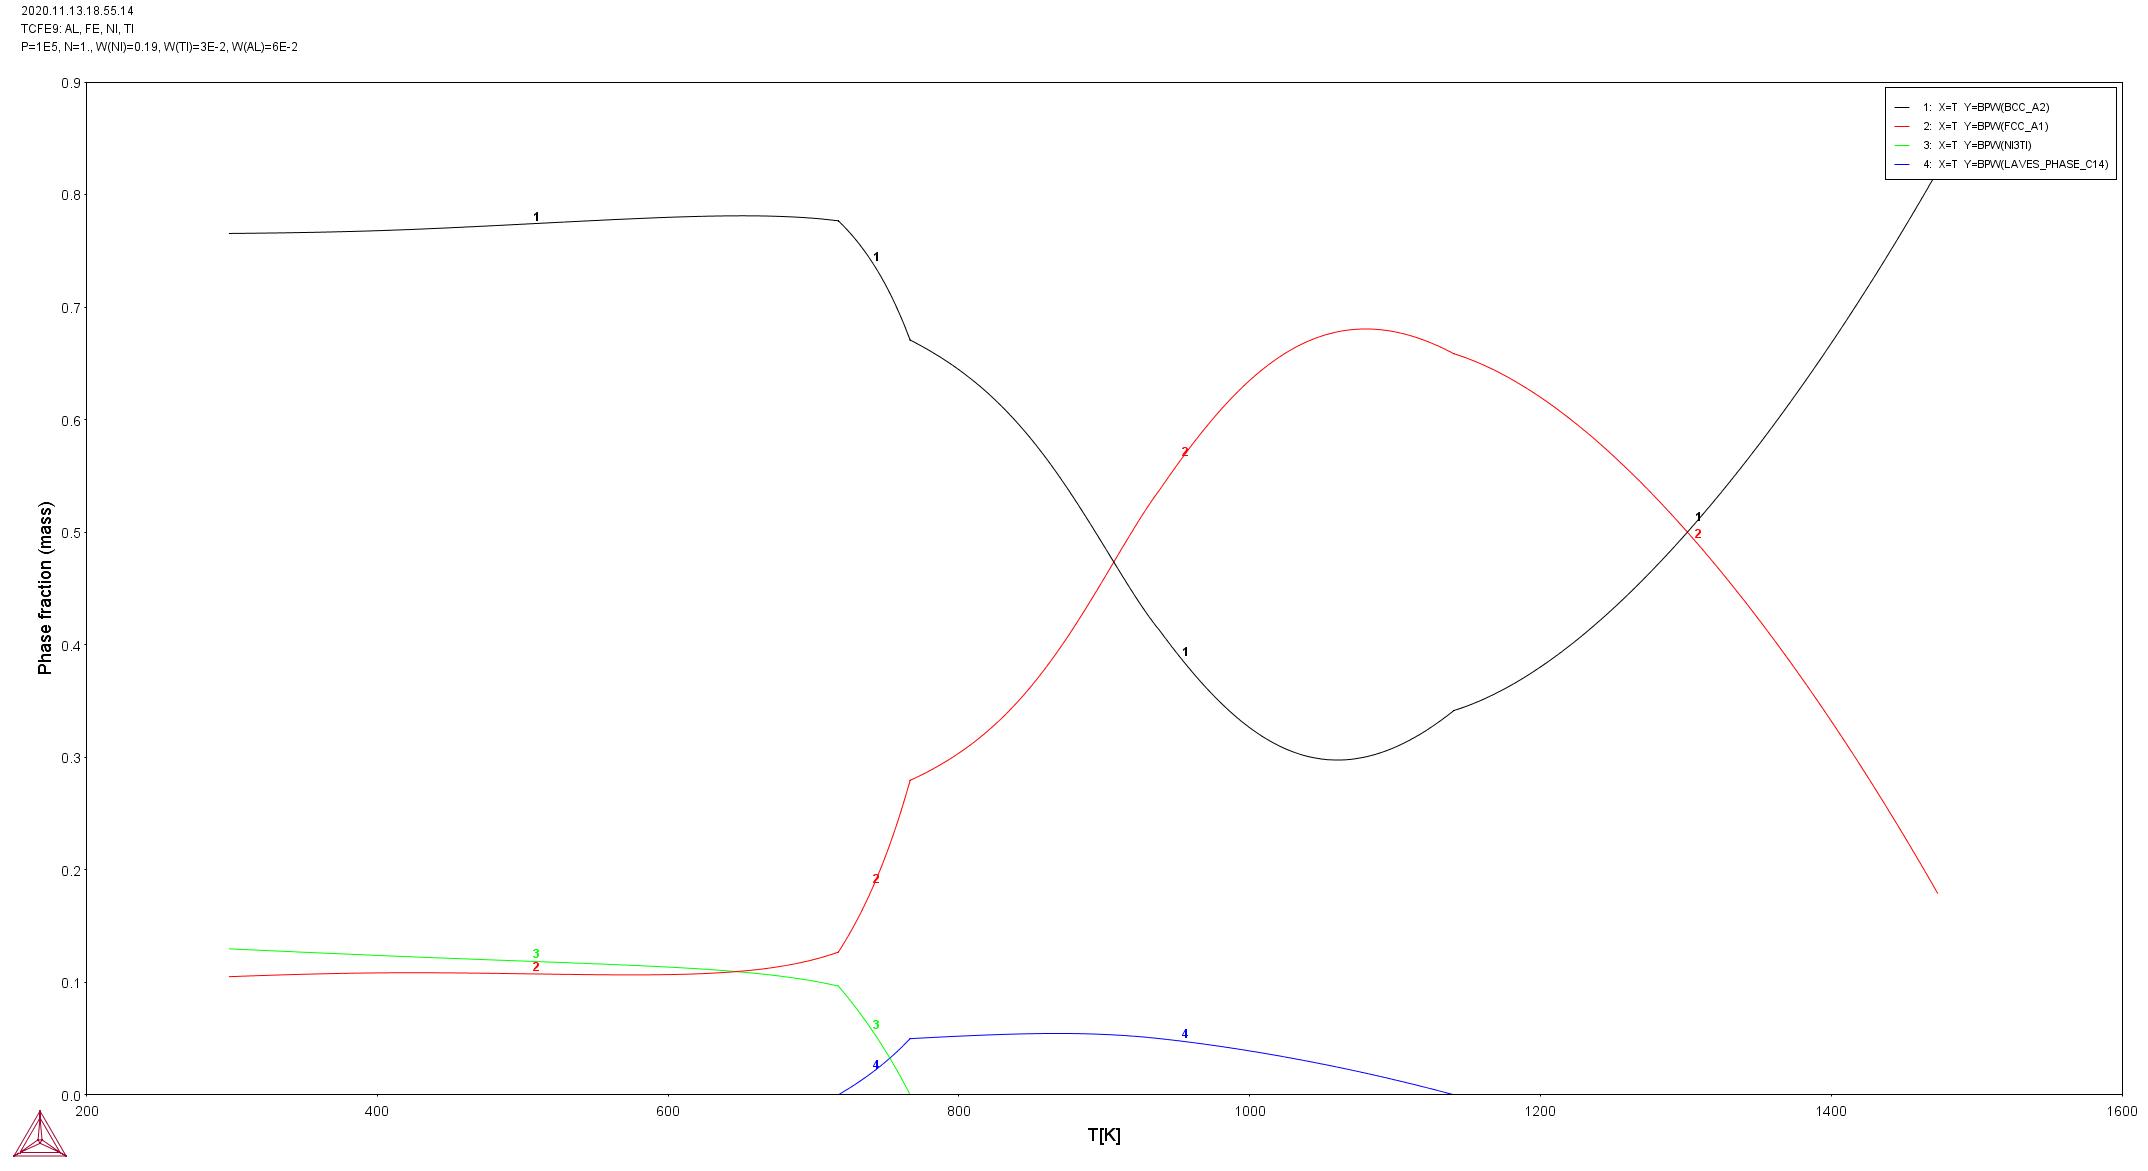 2020.11.13.18.55.14
TCFE9: AL, FE, NI, TI
P=1E5, N=1., W(NI)=0.19, W(TI)=3E-2, W(AL)=6E-2
0.9
0.8
0.7
0.6
0.5
0.4
0.3
0.2
0.1
0.0
Phase fraction (mass)
1: X=T Y=BPW(BCC_A2)
2: X=T Y=BPW(FCC_A1)
3: X=T Y=BPW(NI3TI)
4: X=T Y=BPW(LAVES_PHASE_C14)
1
1
2
1
1
2
2
3
2
3
4
4
200 400 600 800 1000 1200 1400 1600
T[K]